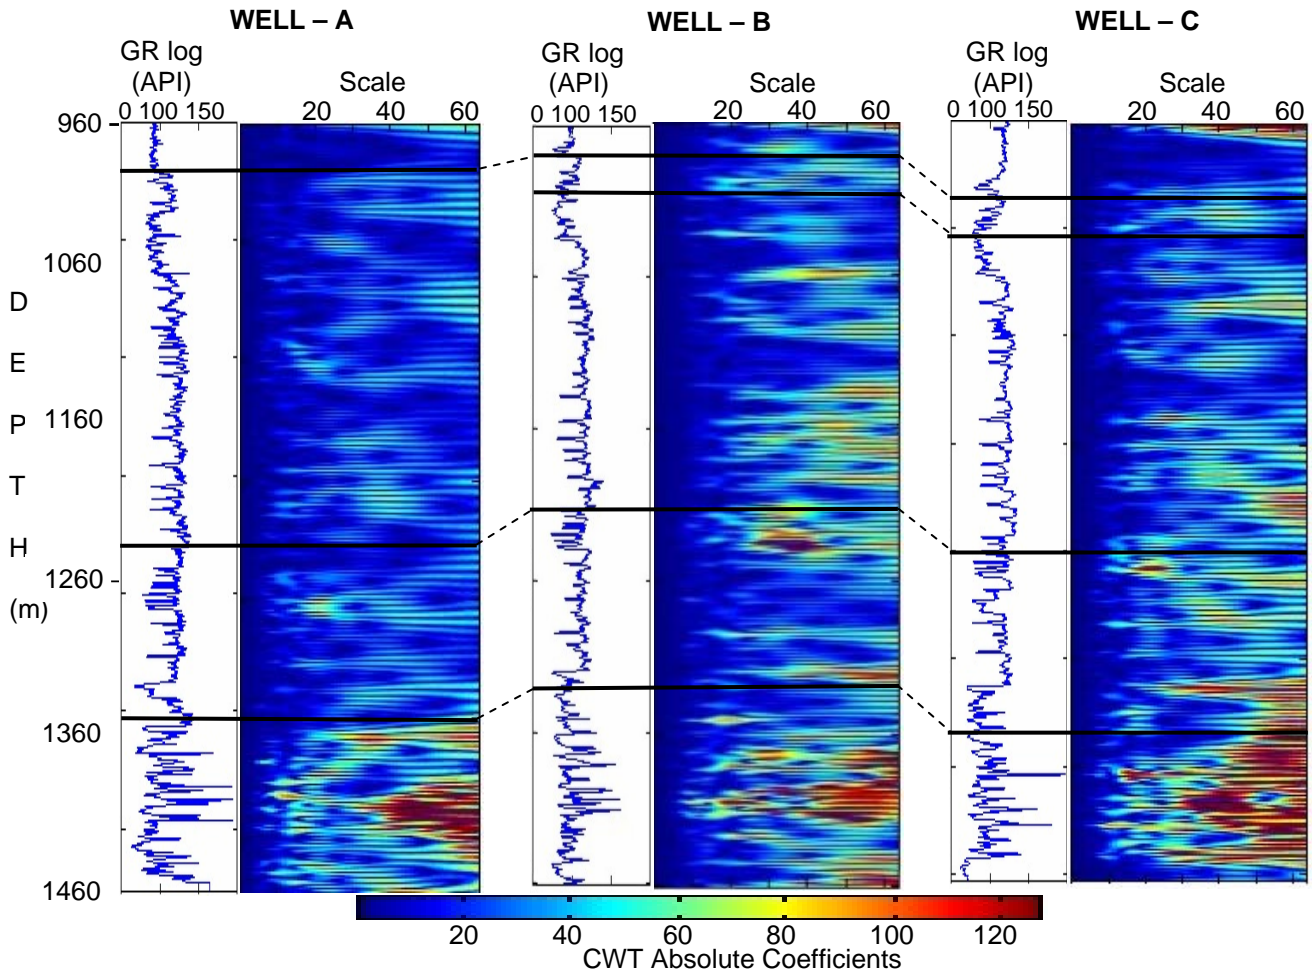 WELL – A
WELL – B
WELL – C
GR log
(API)
0 100 150
Scale
20 40 60
GR log
(API)
0 100 150
Scale
20 40 60
GR log
(API)
0 100 150
Scale
20 40 60
960
1060
1160
1260
1360
1460
D
E
P
T
H
(m)
20 40 60 80 100 120
CWT Absolute Coefficients